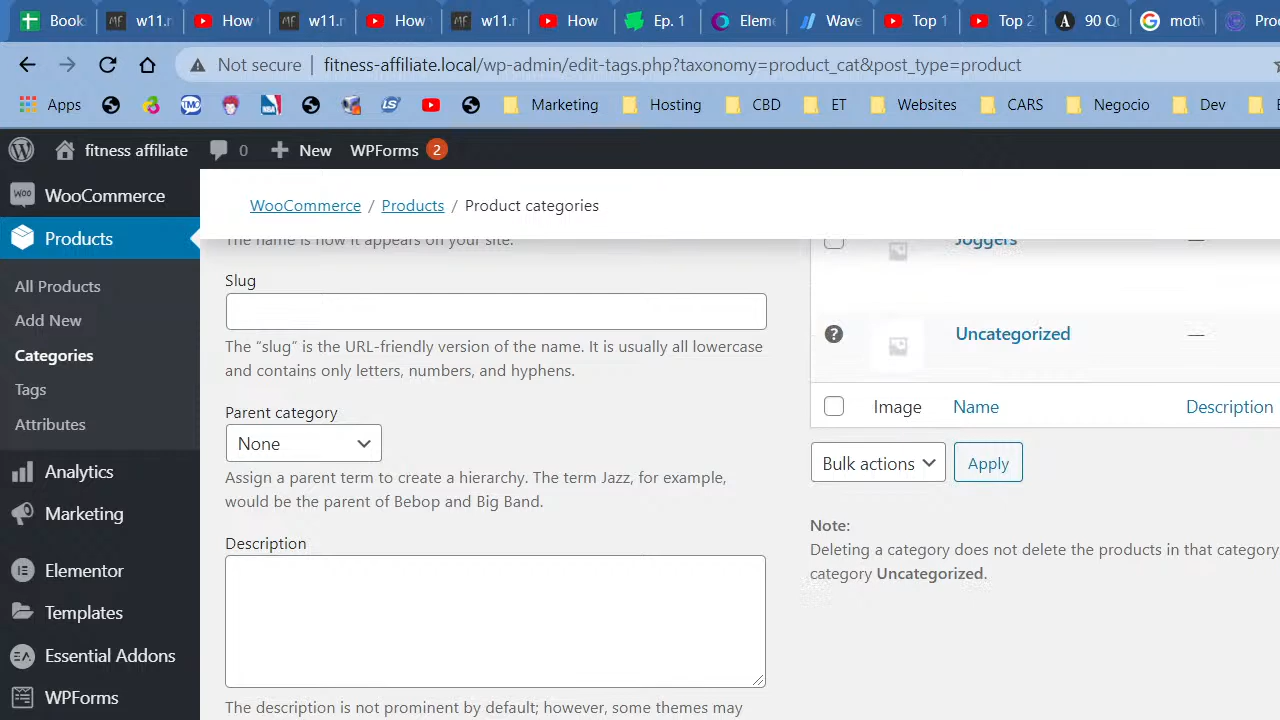 Book
w11.r
How
w11.r
How
w11.r
How
Ep. 1
Elem
Wave
Top 1
Top 2
90 Q
motiv
Proc
Not secure | fitness-affiliate.local/wp-admin/edit-tags.php?taxonomy=product_cat&post_type=product
Apps
Marketing
Hosting
CBD
ET
Websites
CARS
Negocio
Dev
fitness affiliate
0
New
WPForms
2
WooCommerce
Products
All Products
Add New
Categories
Tags
Attributes
Analytics
Marketing
Elementor
Templates
Essential Addons
WPForms
WooCommerce / Products / Product categories
The name is how it appears on your site.
Slug
The “slug” is the URL-friendly version of the name. It is usually all lowercase
and contains only letters, numbers, and hyphens.
Parent category
None
Assign a parent term to create a hierarchy. The term Jazz, for example,
would be the parent of Bebop and Big Band.
Description
The description is not prominent by default; however, some themes may
Joggers —
Uncategorized —
Image Name Description
Bulk actions Apply
Note:
Deleting a category does not delete the products in that category
category Uncategorized.